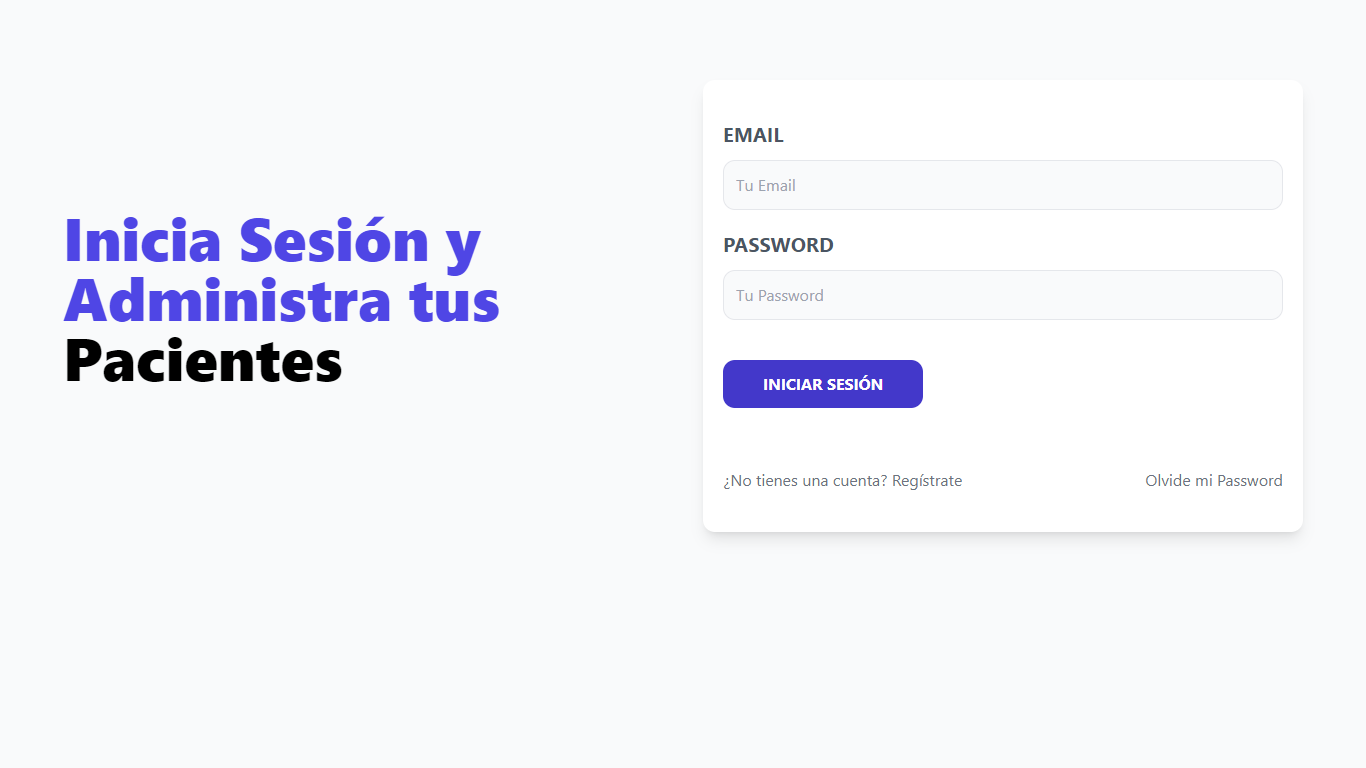 Inicia Sesión y
Administra tus
Pacientes
EMAIL
Tu Email
PASSWORD
Tu Password
INICIAR SESIÓN
¿No tienes una cuenta? Regístrate
Olvide mi Password